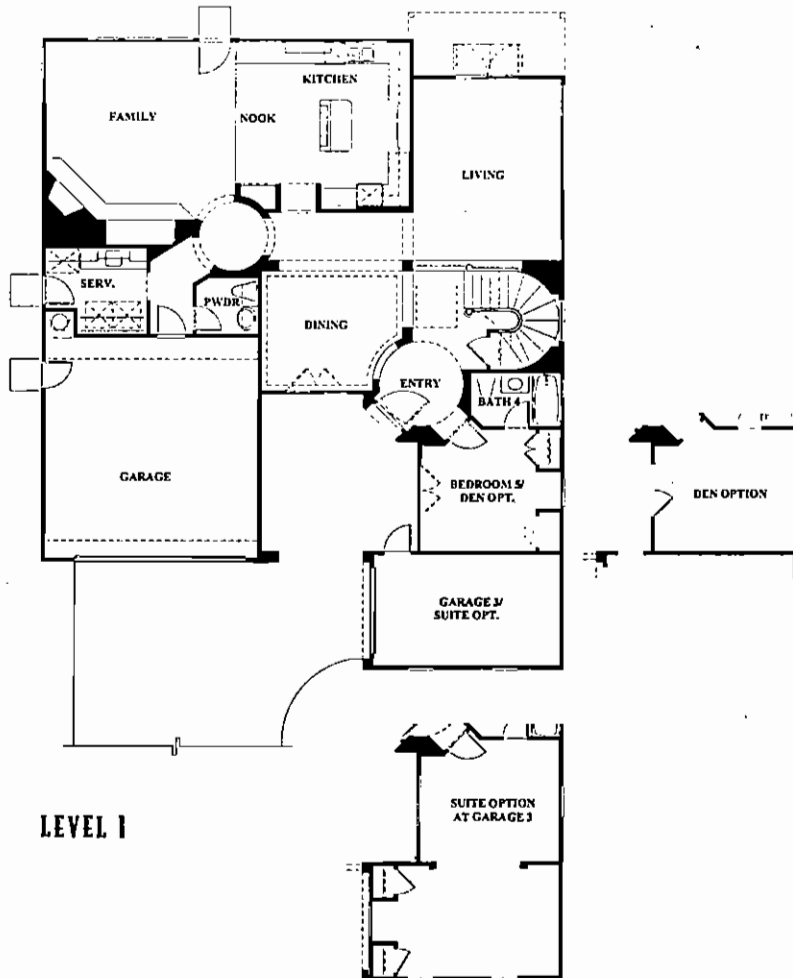 KITCHEN
FAMILY
NOOK
LIVING
SERV.
PWDR
DINING
ENTRY
BATH 4
GARAGE
BEDROOM 5/
DEN OPT.
DEN OPTION
GARAGE 3/
SUITE OPT.
SUITE OPTION
AT GARAGE 3
LEVEL 1